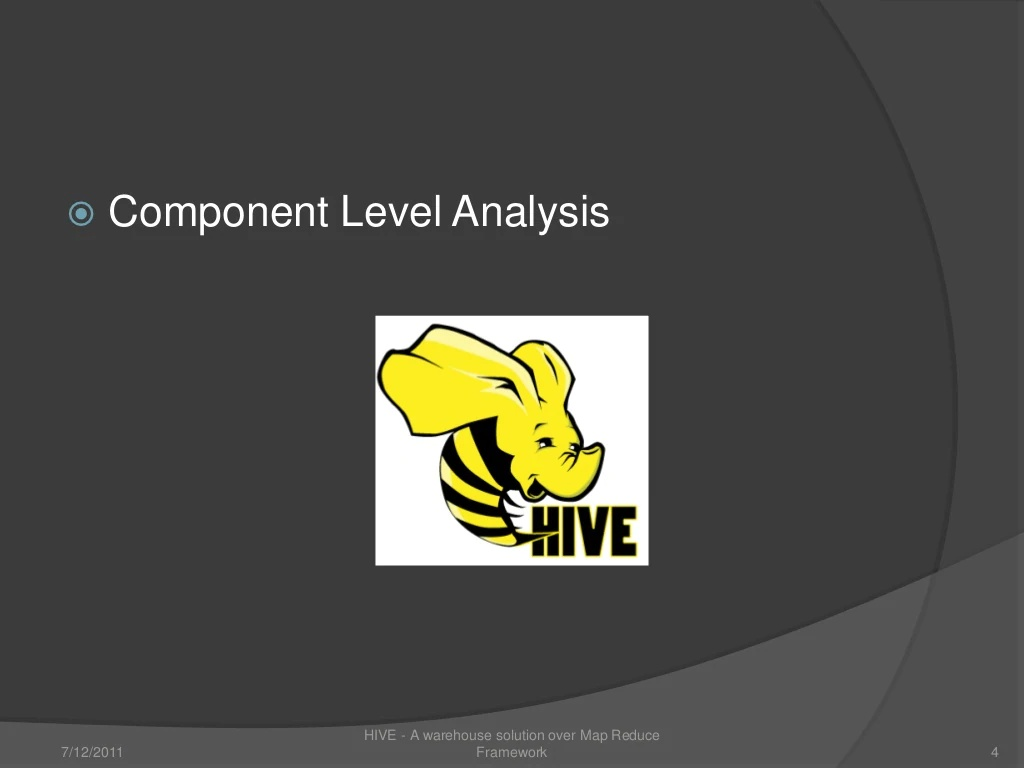 Component Level Analysis
HIVE
HIVE - A warehouse solution over Map Reduce
Framework
7/12/2011
4